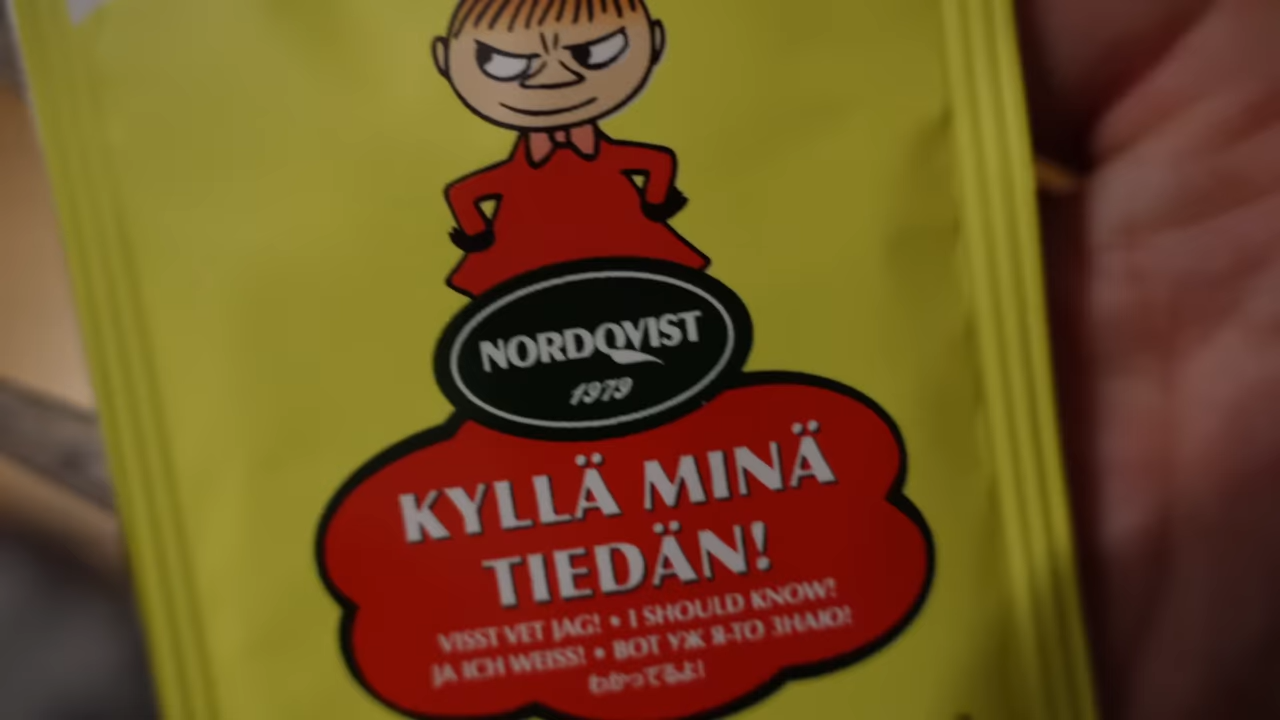 NORDQVIST
1979
KYLLÄ MINÄ
TIEDÄN!
VISST VET JAG! • I SHOULD KNOW!
JA ICH WEISS! • ВОТ УЖ Я-ТО ЗНАЮ!
わかってるよ!